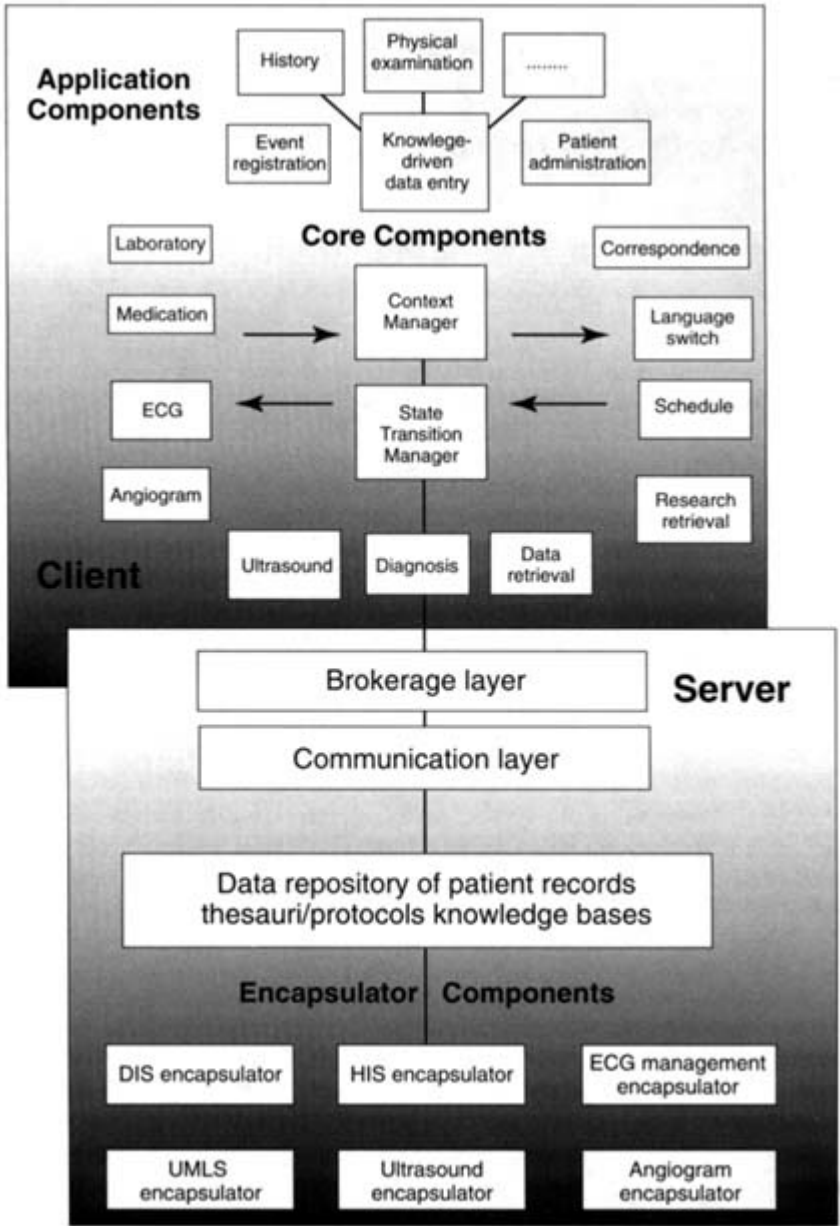 Application
Components
History
Physical
examination
.........
Event
registration
Knowlege-
driven
data entry
Patient
administration
Laboratory
Core Components
Correspondence
Medication
Context
Manager
Language
switch
ECG
State
Transition
Manager
Schedule
Angiogram
Research
retrieval
Client
Ultrasound
Diagnosis
Data
retrieval
Brokerage layer
Server
Communication layer
Data repository of patient records
thesauri/protocols knowledge bases
Encapsulator Components
DIS encapsulator
HIS encapsulator
ECG management
encapsulator
UMLS
encapsulator
Ultrasound
encapsulator
Angiogram
encapsulator